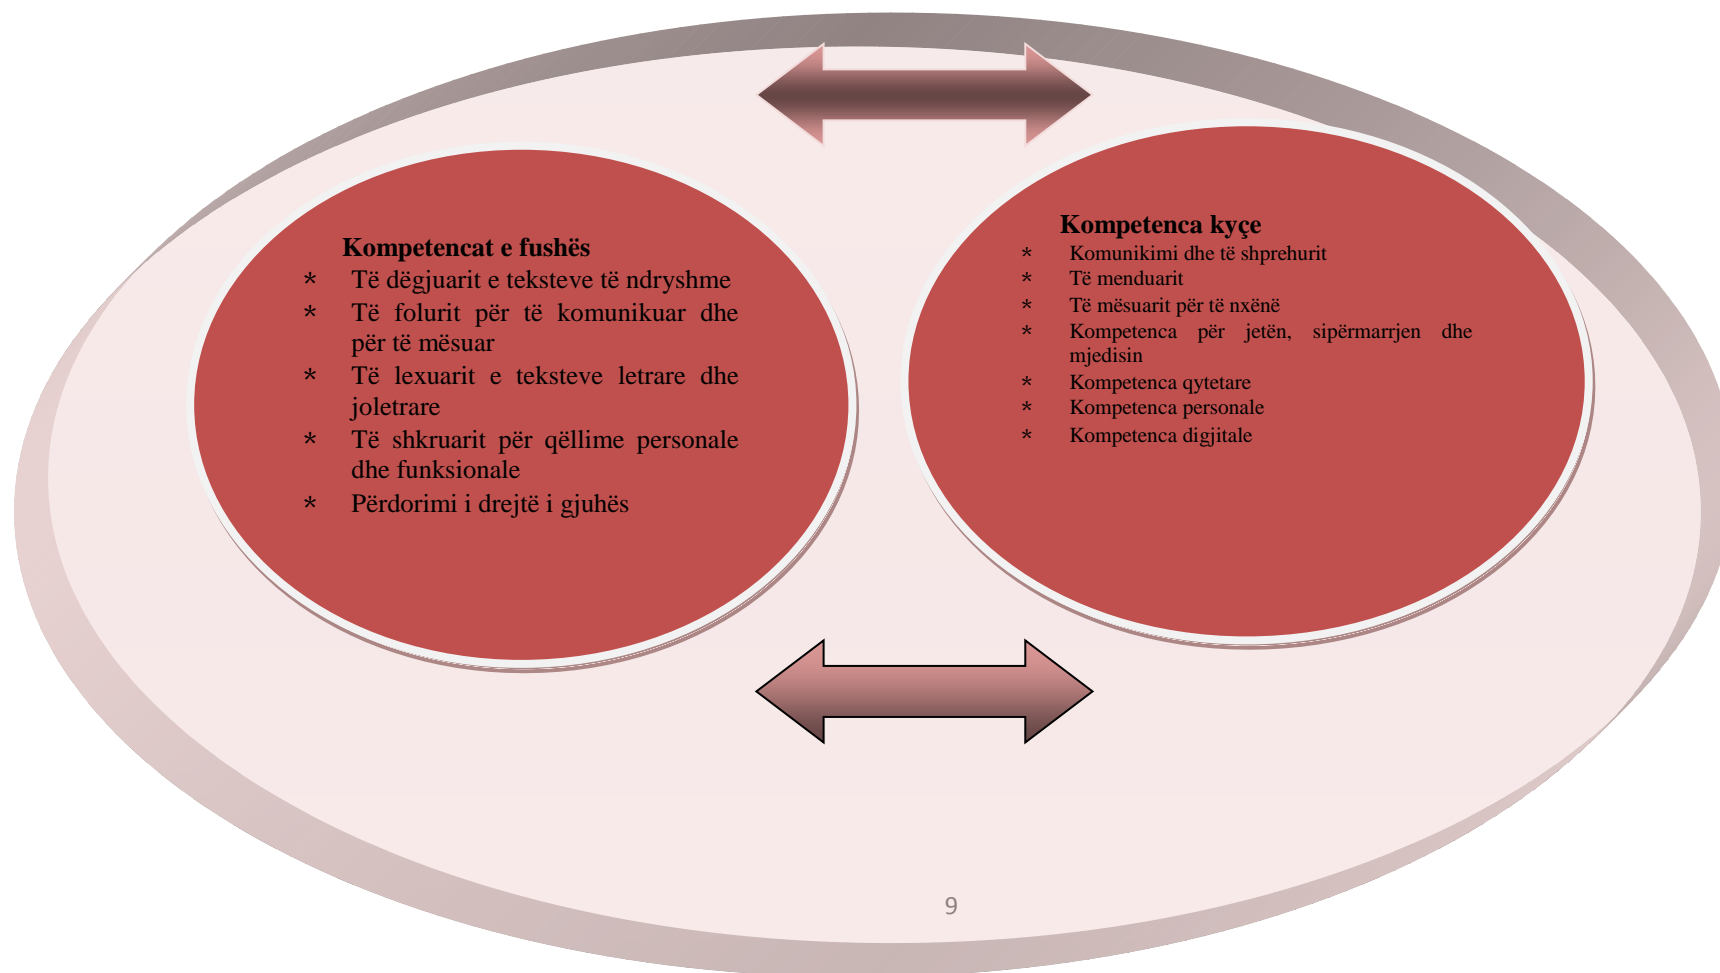 Kompetencat e fushës
* Të dëgjuarit e teksteve të ndryshme
* Të folurit për të komunikuar dhe
për të mësuar
* Të lexuarit e teksteve letrare dhe
joletrare
* Të shkruarit për qëllime personale
dhe funksionale
* Përdorimi i drejtë i gjuhës
Kompetenca kyçe
* Komunikimi dhe të shprehurit
* Të menduarit
* Të mësuarit për të nxënë
* Kompetenca për jetën, sipërmarrjen dhe
mjedisin
* Kompetenca qytetare
* Kompetenca personale
* Kompetenca digjitale
9